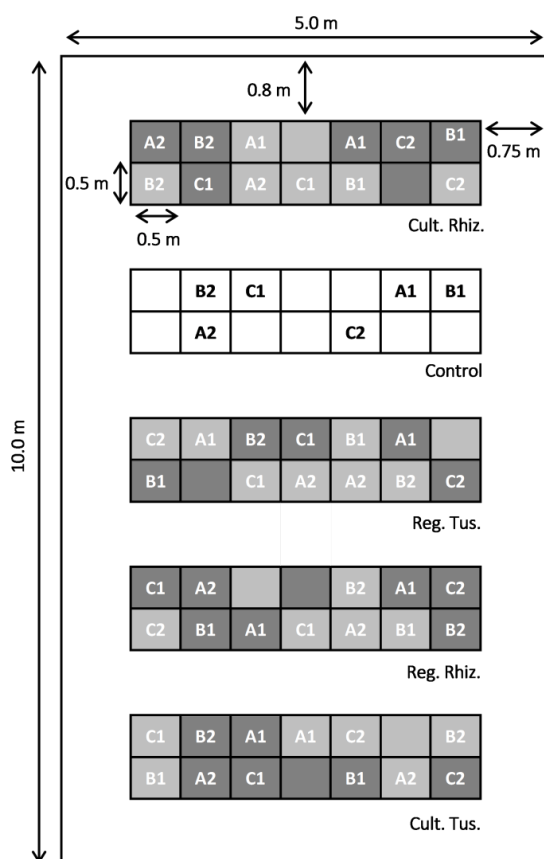 5.0 m
0.8 m
A2 B2 A1 A1 C2 B1
0.75 m
0.5 m
B2 C1 A2 C1 B1 C2
0.5 m
Cult. Rhiz.
B2 C1 A1 B1
A2 C2
Control
10.0 m
C2 A1 B2 C1 B1 A1
B1 C1 A2 A2 B2 C2
Reg. Tus.
C1 A2 B2 A1 C2
C2 B1 A1 C1 A2 B1 B2
Reg. Rhiz.
C1 B2 A1 A1 C2 B2
B1 A2 C1 B1 A2 C2
Cult. Tus.